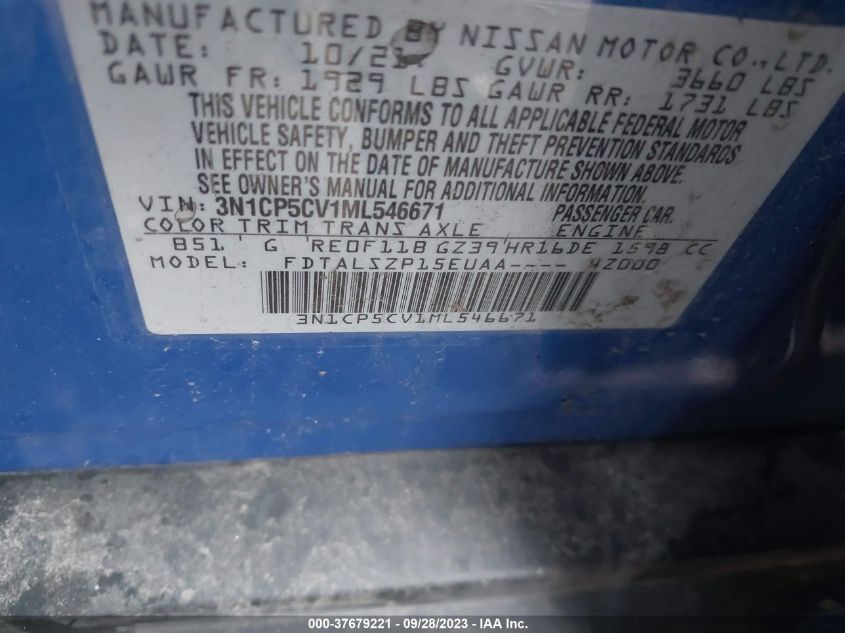 MANUFACTURED BY NISSAN MOTOR CO.,LTD.
DATE: 10/21 GVWR: 3660 LBS
GAWR FR: 1929 LBS GAWR RR: 1731 LBS
THIS VEHICLE CONFORMS TO ALL APPLICABLE FEDERAL MOTOR
VEHICLE SAFETY, BUMPER AND THEFT PREVENTION STANDARDS
IN EFFECT ON THE DATE OF MANUFACTURE SHOWN ABOVE.
SEE OWNER'S MANUAL FOR ADDITIONAL INFORMATION.
VIN: 3N1CP5CV1ML546671 PASSENGER CAR.
COLOR TRIM TRANS AXLE ENGINE
B51 G RE0F11B GZ39 HR16DE 1598 CC
MODEL: FDTALSZP15EUAA---- HZ000
3N1CP5CV1ML546671
000-37679221 - 09/28/2023 - IAA Inc.